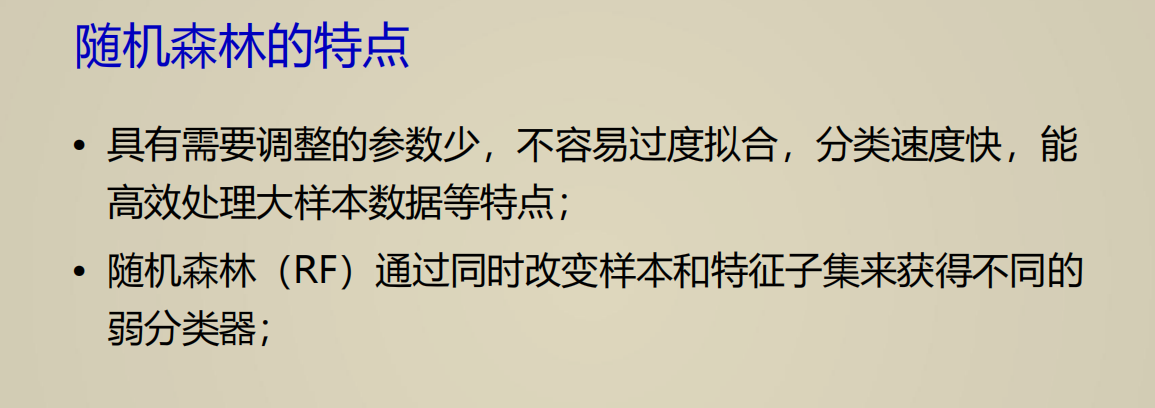 随机森林的特点
• 具有需要调整的参数少，不容易过度拟合，分类速度快，能
高效处理大样本数据等特点；
• 随机森林（RF）通过同时改变样本和特征子集来获得不同的
弱分类器；